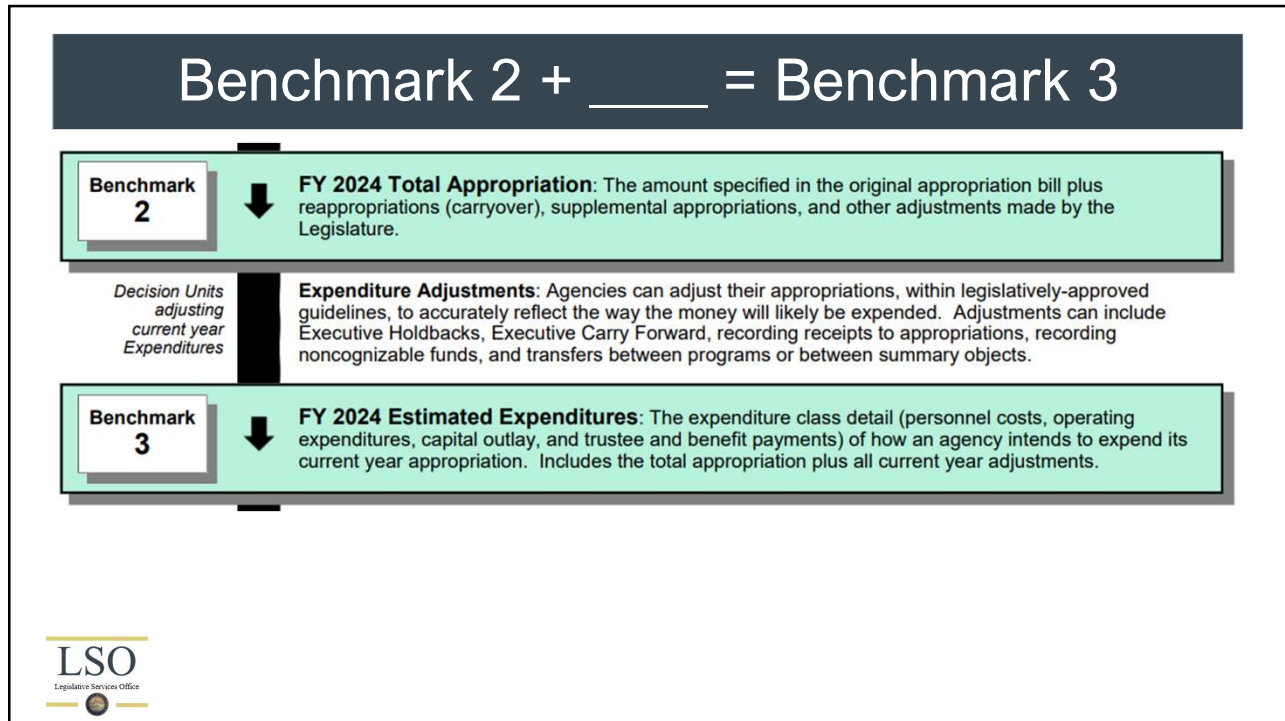 Benchmark 2 + ____ = Benchmark 3
Benchmark
2
FY 2024 Total Appropriation: The amount specified in the original appropriation bill plus
reappropriations (carryover), supplemental appropriations, and other adjustments made by the
Legislature.
Decision Units
adjusting
current year
Expenditures
Expenditure Adjustments: Agencies can adjust their appropriations, within legislatively-approved
guidelines, to accurately reflect the way the money will likely be expended. Adjustments can include
Executive Holdbacks, Executive Carry Forward, recording receipts to appropriations, recording
noncognizable funds, and transfers between programs or between summary objects.
Benchmark
3
FY 2024 Estimated Expenditures: The expenditure class detail (personnel costs, operating
expenditures, capital outlay, and trustee and benefit payments) of how an agency intends to expend its
current year appropriation. Includes the total appropriation plus all current year adjustments.
LSO
Legislative Services Office